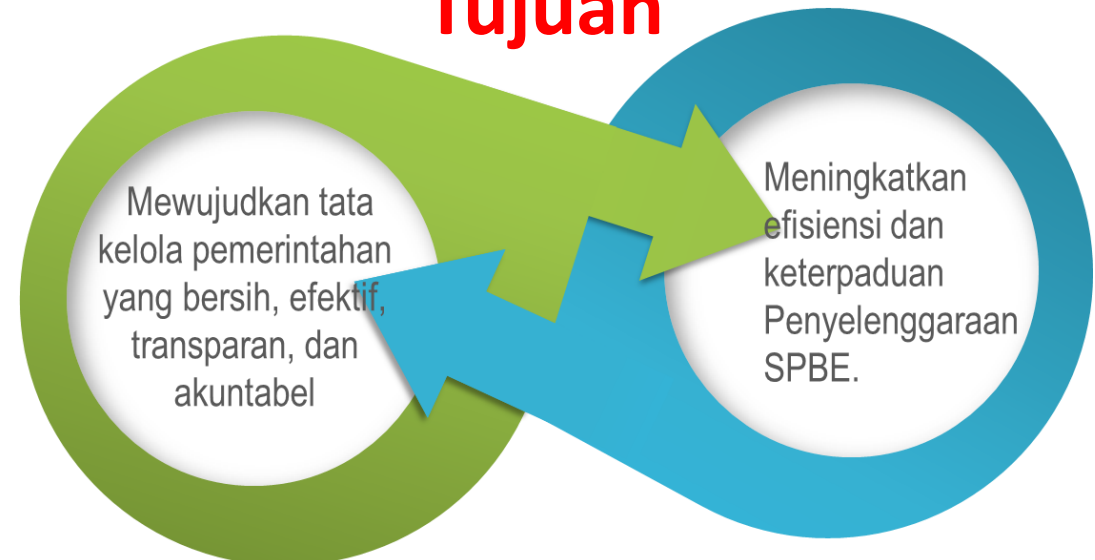 Tujuan
Mewujudkan tata
kelola pemerintahan
yang bersih, efektif,
transparan, dan
akuntabel
Meningkatkan
efisiensi dan
keterpaduan
Penyelenggaraan
SPBE.